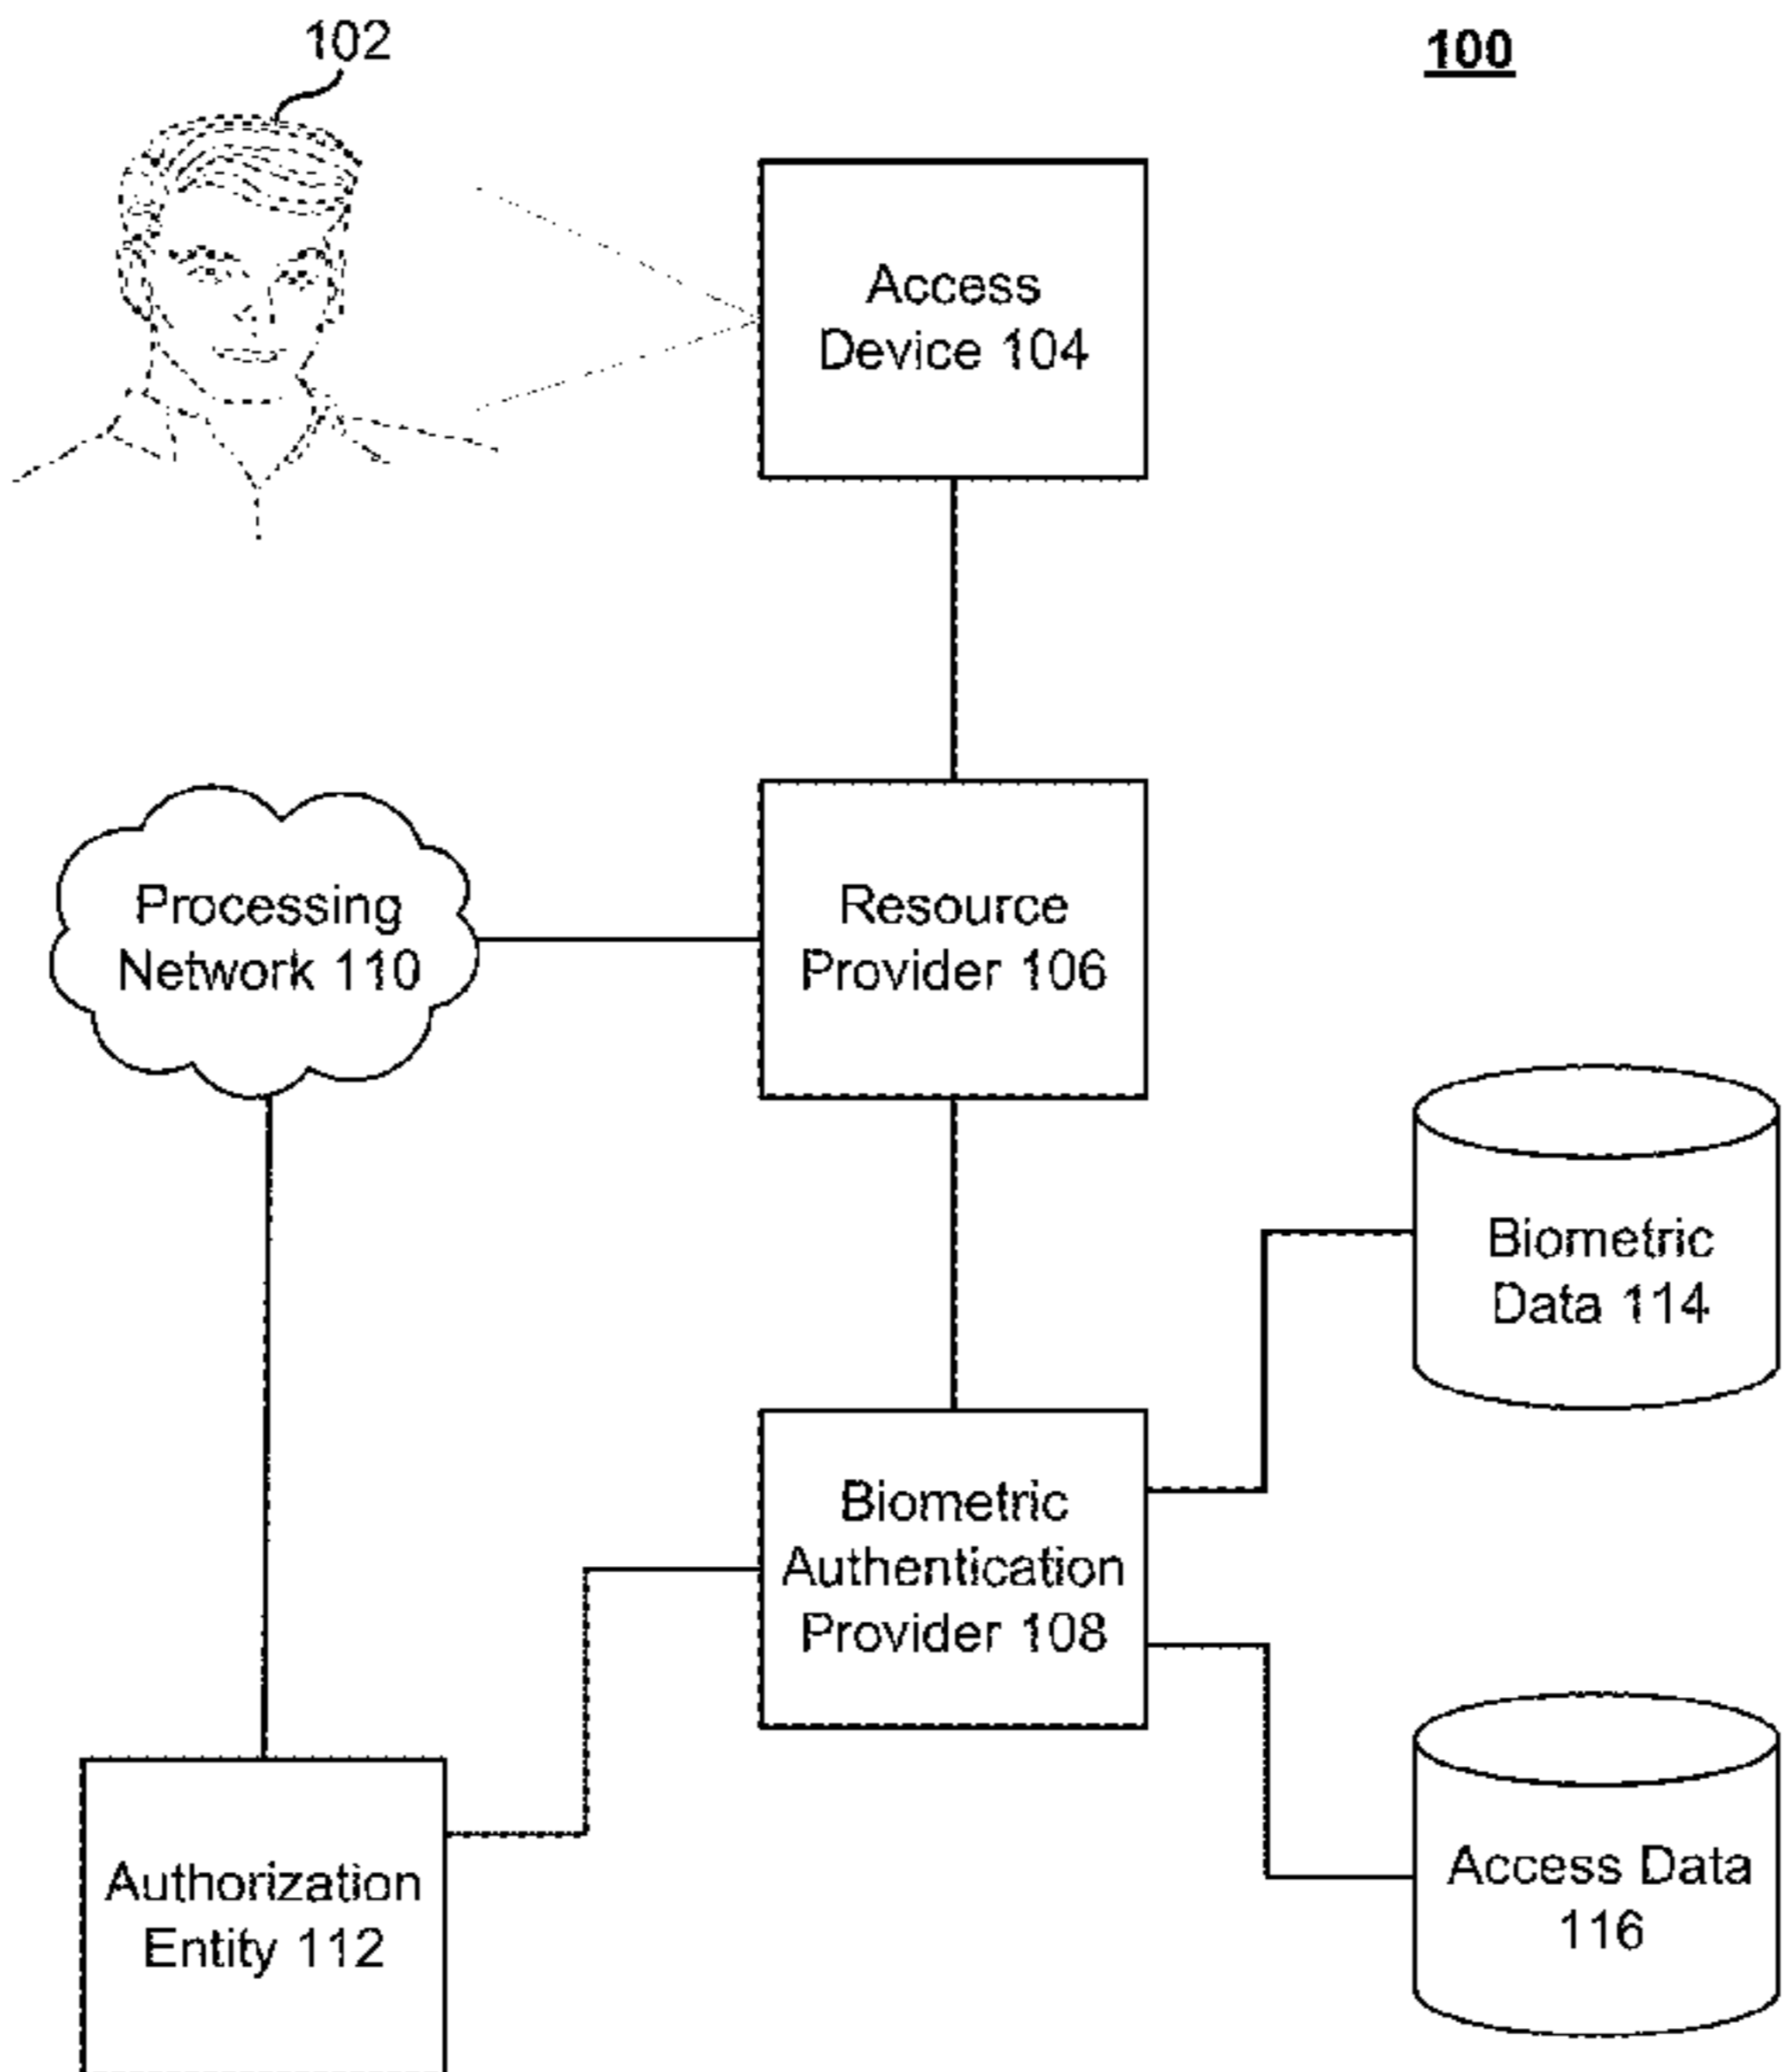 102
100
Access
Device 104
Processing
Network 110
Resource
Provider 106
Biometric
Data 114
Biometric
Authentication
Provider 108
Authorization
Entity 112
Access Data
116